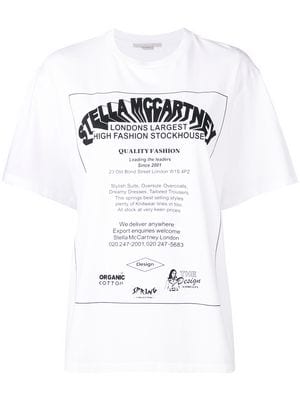 STELLA MCCARTNEY
LONDONS LARGEST
HIGH FASHION STOCKHOUSE
QUALITY FASHION
Leading the leaders
Since 2001
23 Old Bond Street London W1S 4PZ
Stylish Suits, Oversize Overcoats,
Dreamy Dresses, Tailored Trousers,
This springs best selling styles
plenty of Knitwear lines in too.
All stock at very keen prices.
We deliver anywhere
Export enquiries welcome
Stella McCartney London
020.247-2001, 020.247-5683
Design
ORGANIC
COTTON
SPRING
THE
Design